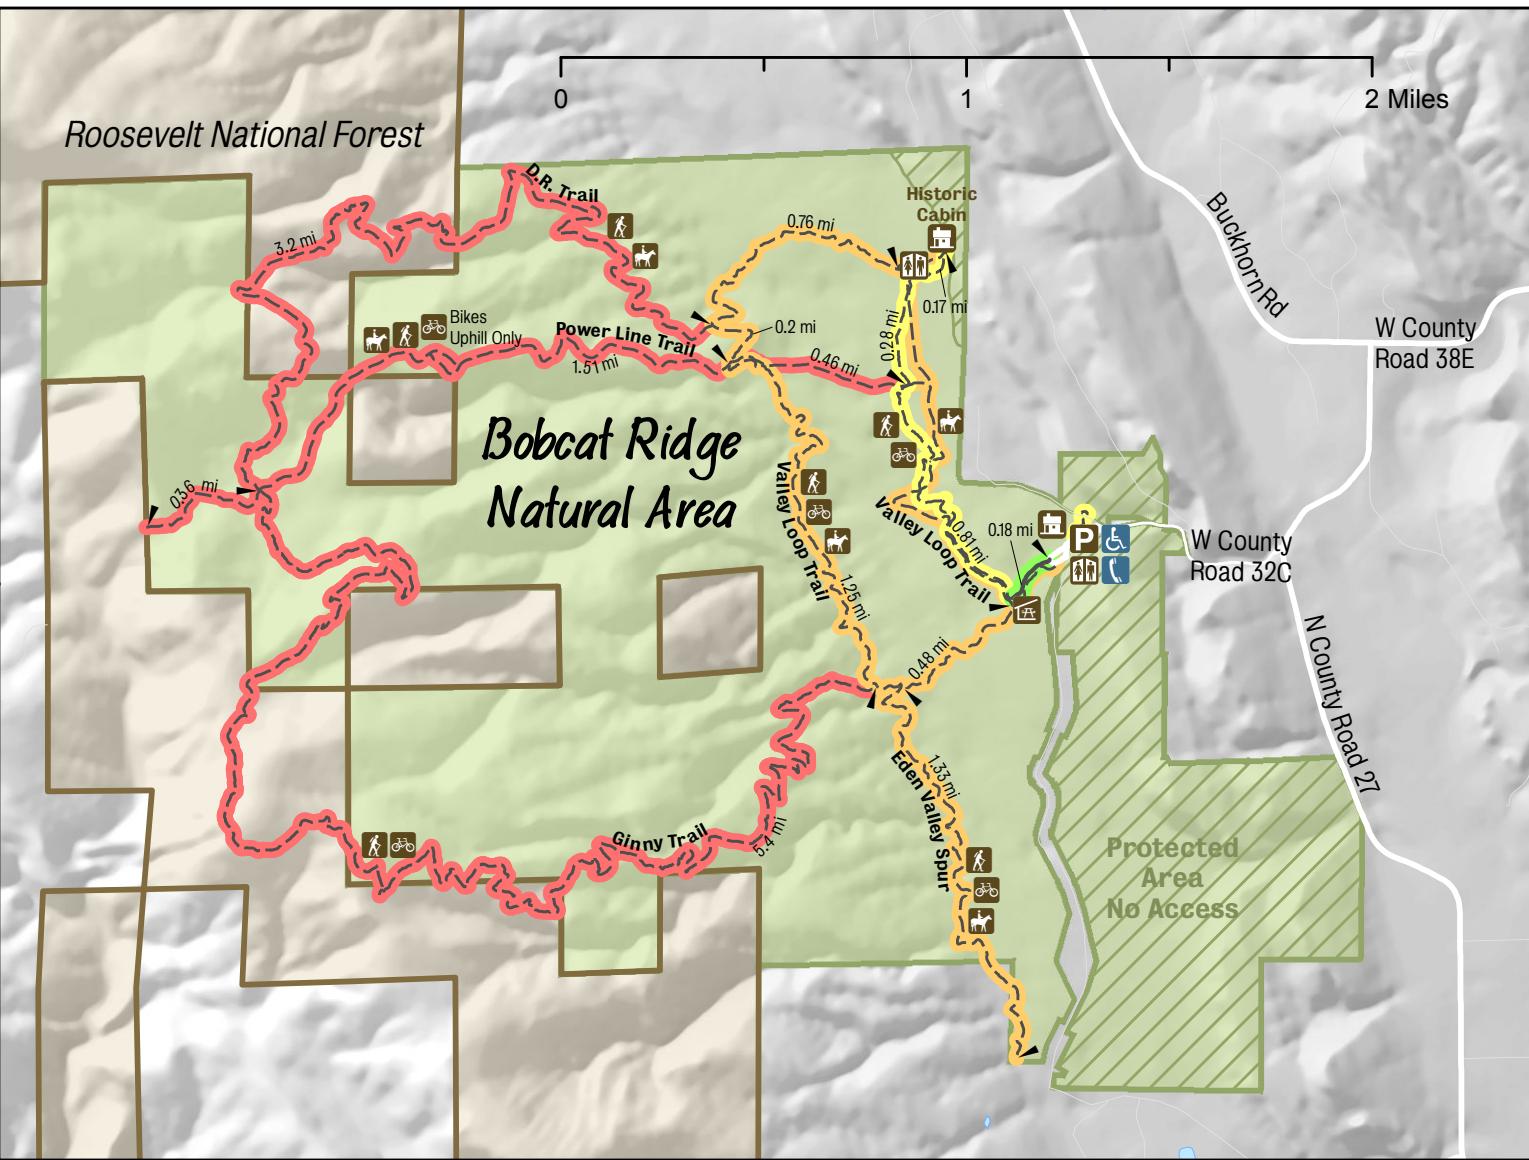 0
1
2 Miles
Roosevelt National Forest
D.R. Trail
Historic
Cabin
Buckhorn Rd
0.76 mi
3.2 mi
0.17 mi
Bikes
Uphill Only
Power Line Trail
0.2 mi
0.28 mi
W County
Road 38E
1.51 mi
0.46 mi
Bobcat Ridge
Natural Area
Valley Loop Trail
036 mi
Valley Loop Trail
0.81 mi
0.18 mi
P
W County
Road 32C
1.25 mi
0.48 mi
N County Road 27
Eden Valley Spur
1.33mi
Ginny Trail
5.4 mi
Protected
Area
No Access